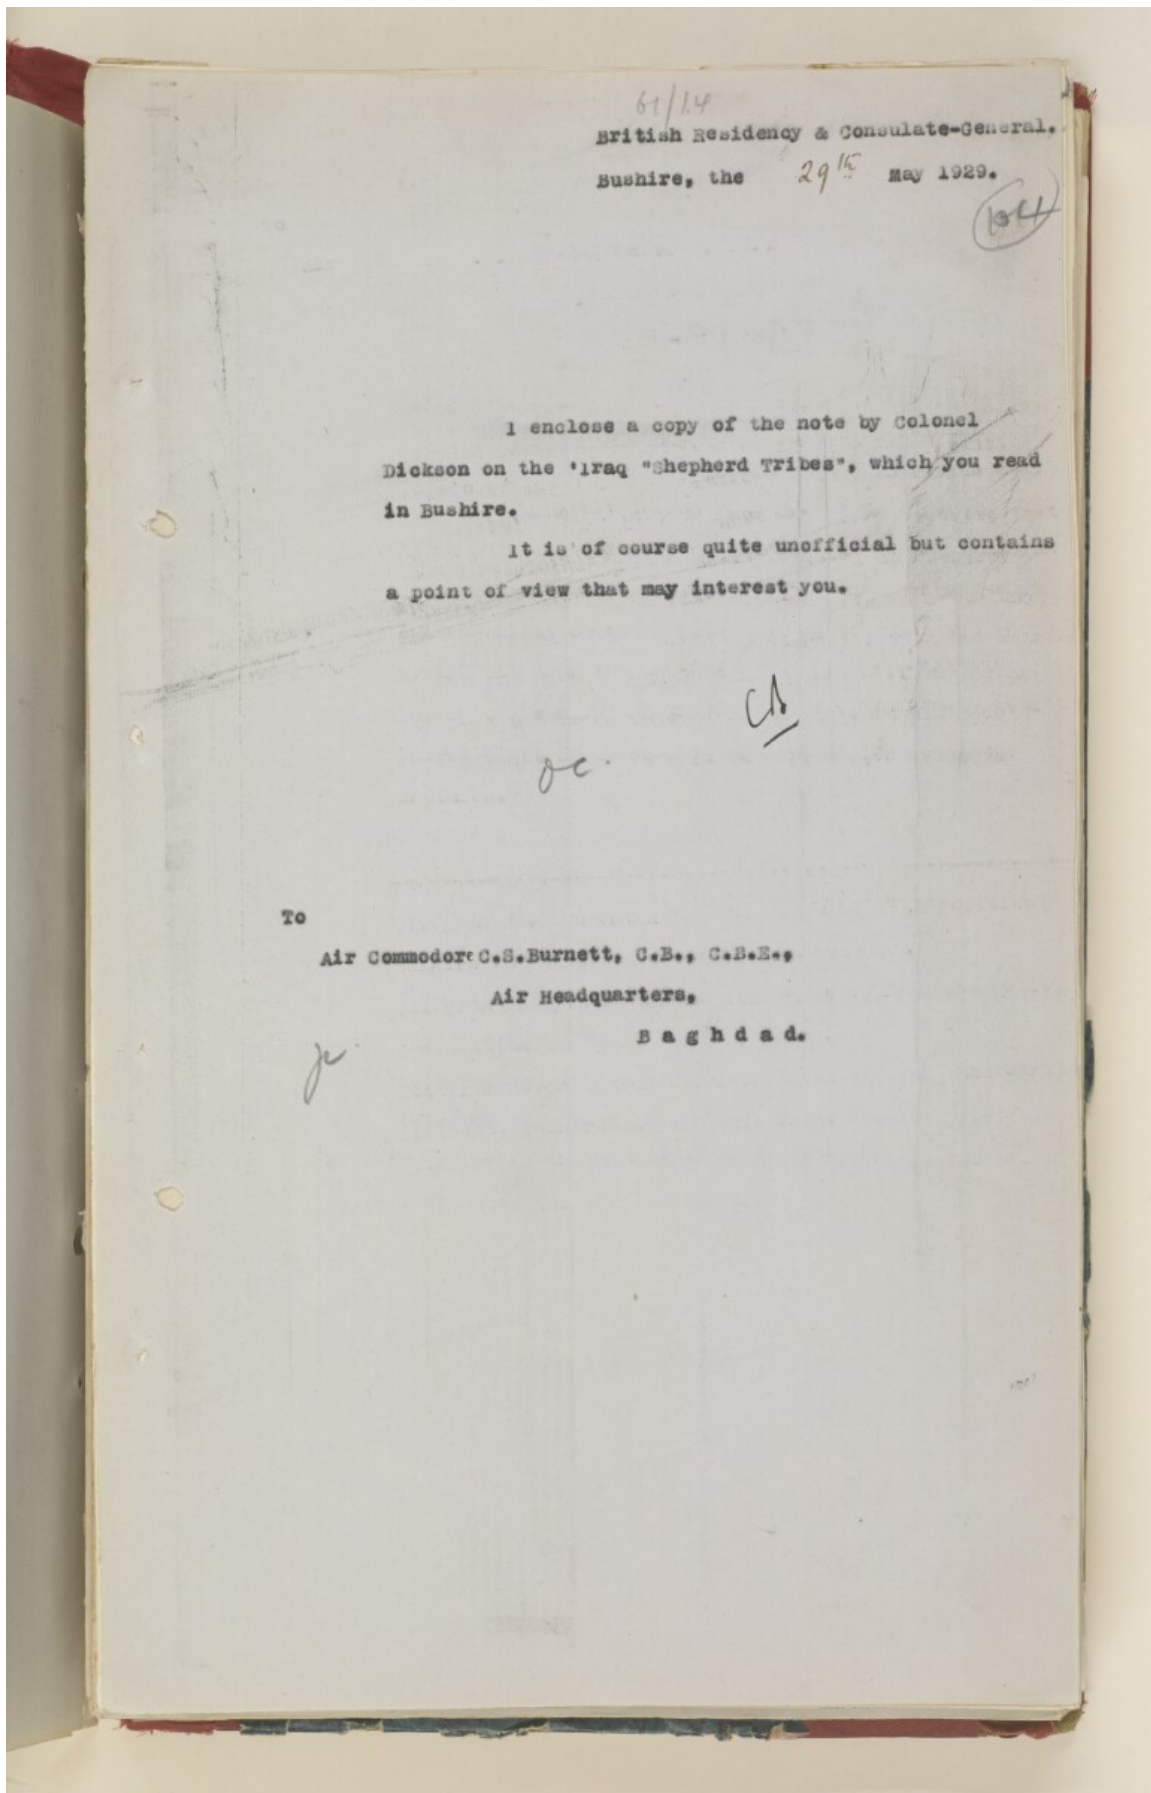 61/14
British Residency & Consulate-General.
Bushire, the 29th May 1929.
104
I enclose a copy of the note by Colonel
Dickson on the 'Iraq "Shepherd Tribes", which you read
in Bushire.
It is of course quite unofficial but contains
a point of view that may interest you.
To
Air Commodore C.S.Burnett, C.B., C.B.E.,
Air Headquarters,
B a g h d a d.